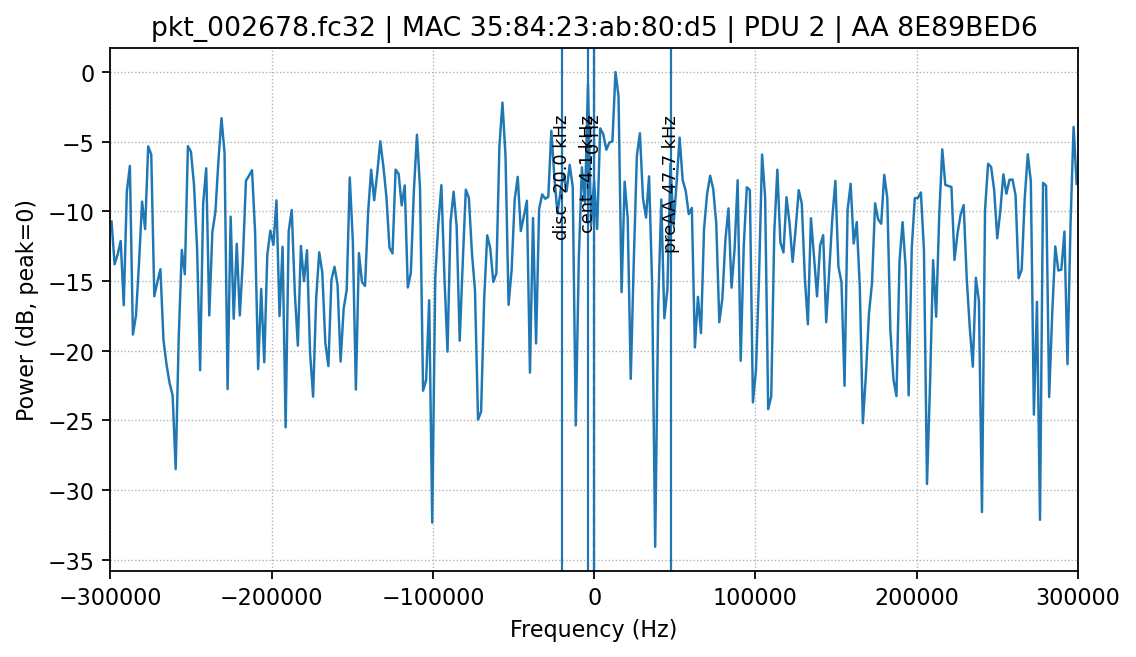 pkt_002678.fc32 | MAC 35:84:23:ab:80:d5 | PDU 2 | AA 8E89BED6
Power (dB, peak=0)
0
−5
−10
−15
−20
−25
−30
−35
disc -20.0 kHz
cent -4.1 kHz
0 Hz
preAA 47.7 kHz
−300000
−200000
−100000
0
100000
200000
300000
Frequency (Hz)